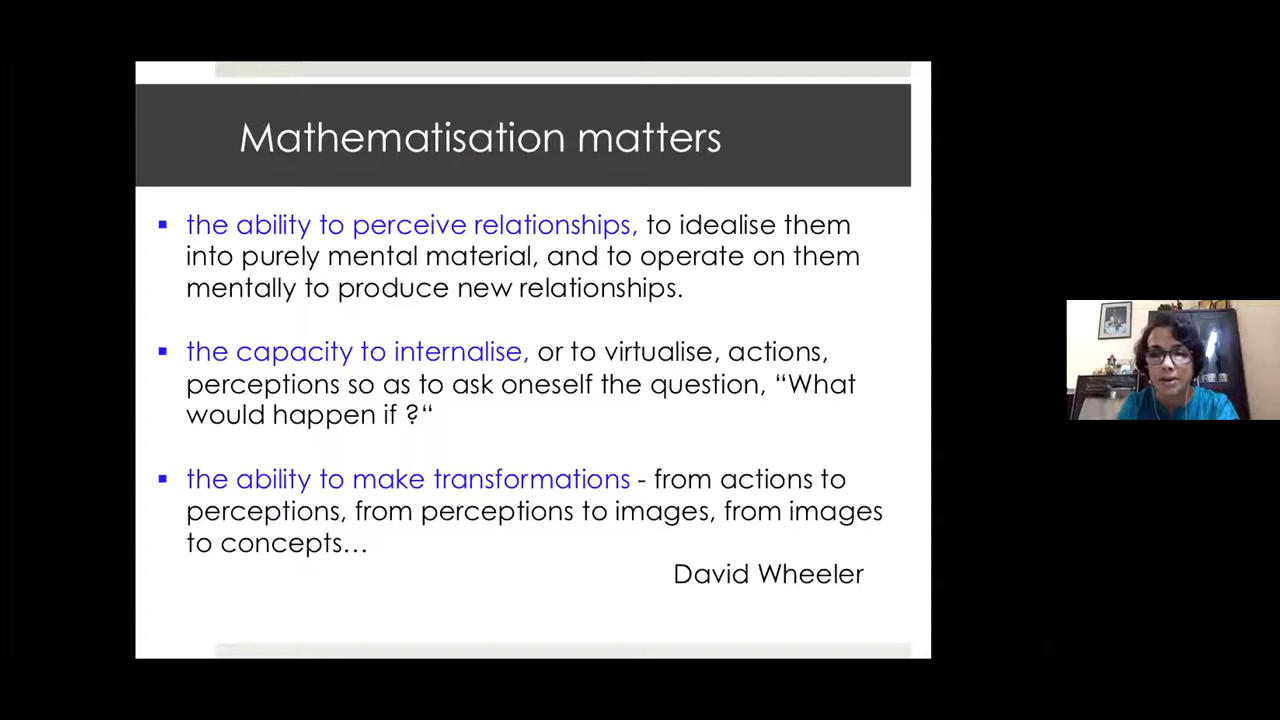 Mathematisation matters
the ability to perceive relationships, to idealise them
into purely mental material, and to operate on them
mentally to produce new relationships.
the capacity to internalise, or to virtualise, actions,
perceptions so as to ask oneself the question, “What
would happen if ?“
the ability to make transformations - from actions to
perceptions, from perceptions to images, from images
to concepts…
David Wheeler